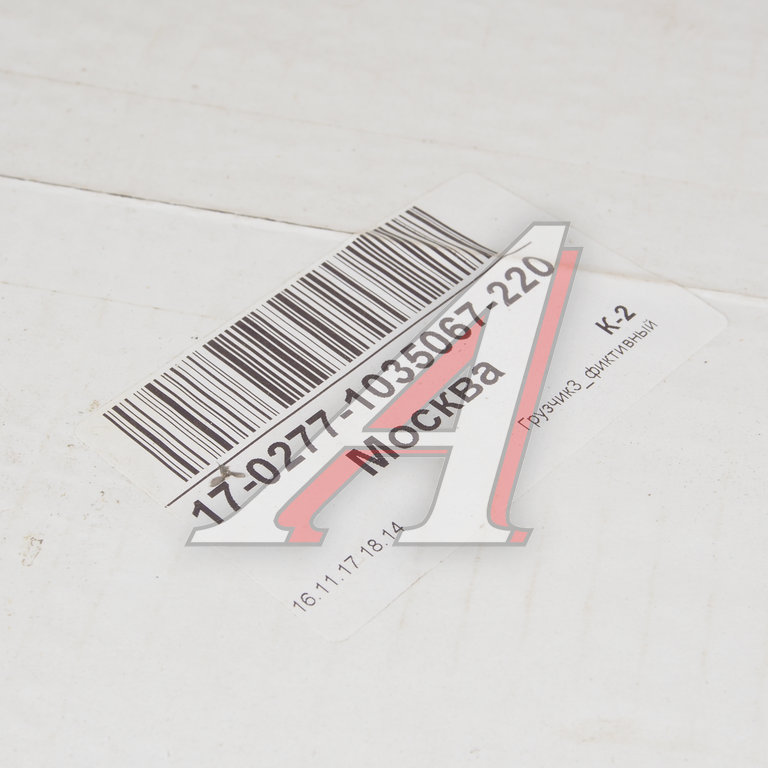 17-0277-1035067-220
Москва
К-2
Грузчик3_фиктивный
16.11.17 18.14